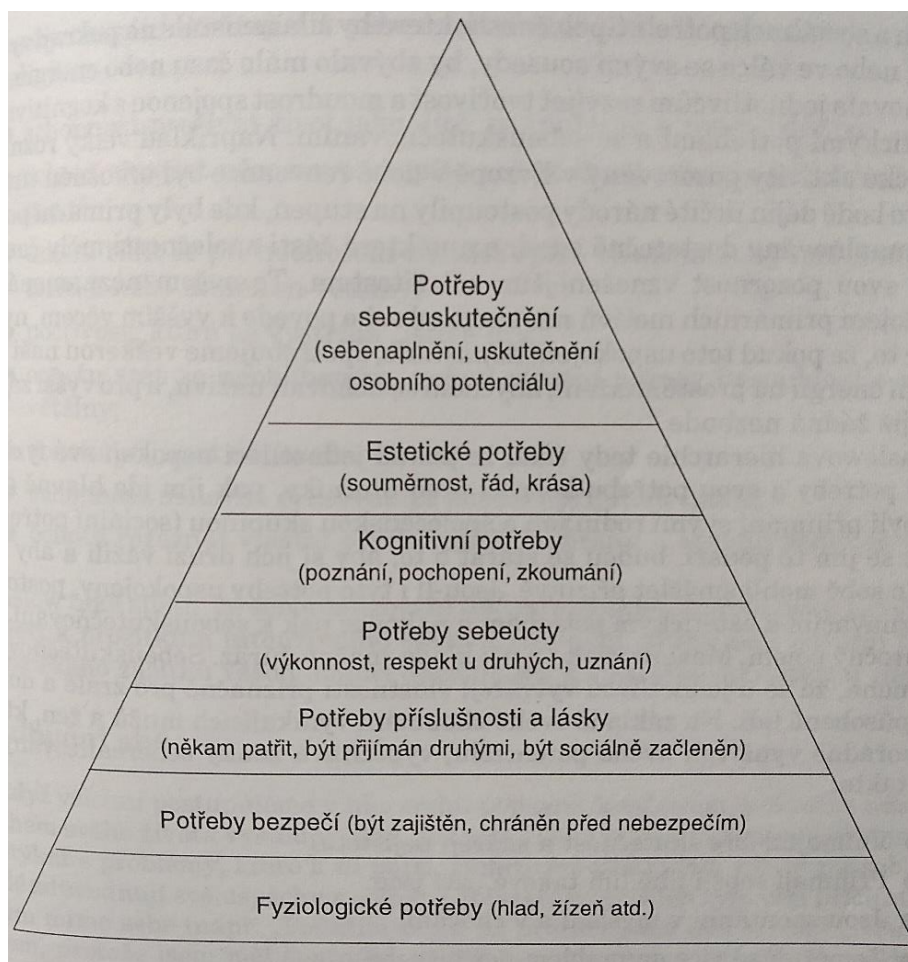 Potřeby
sebeuskutečnění
(sebenaplnění, uskutečnění
osobního potenciálu)
Estetické potřeby
(souměrnost, řád, krása)
Kognitivní potřeby
(poznání, pochopení, zkoumání)
Potřeby sebeúcty
(výkonnost, respekt u druhých, uznání)
Potřeby příslušnosti a lásky
(někam patřit, být přijímán druhými, být sociálně začleněn)
Potřeby bezpečí (být zajištěn, chráněn před nebezpečím)
Fyziologické potřeby (hlad, žízeň atd.)